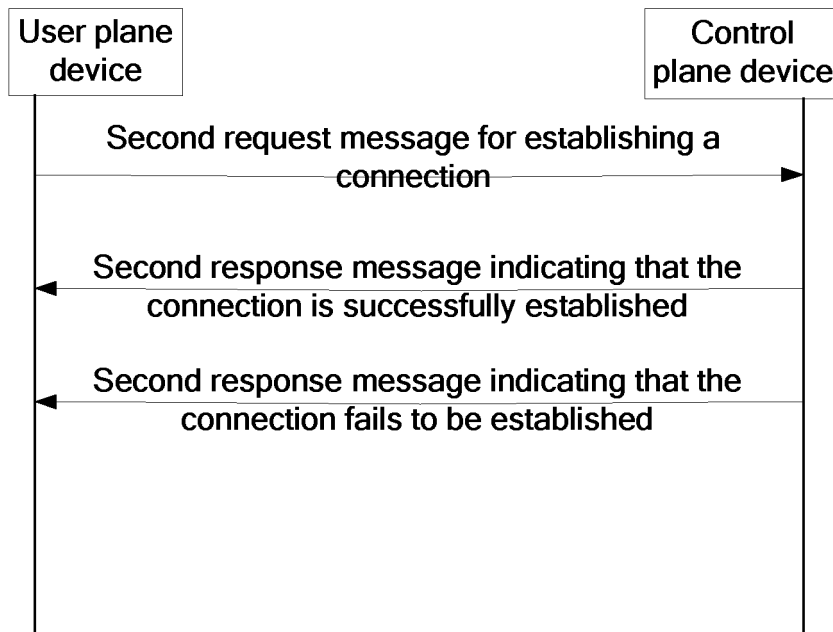 User plane
device
Control
plane device
Second request message for establishing a
connection
Second response message indicating that the
connection is successfully established
Second response message indicating that the
connection fails to be established